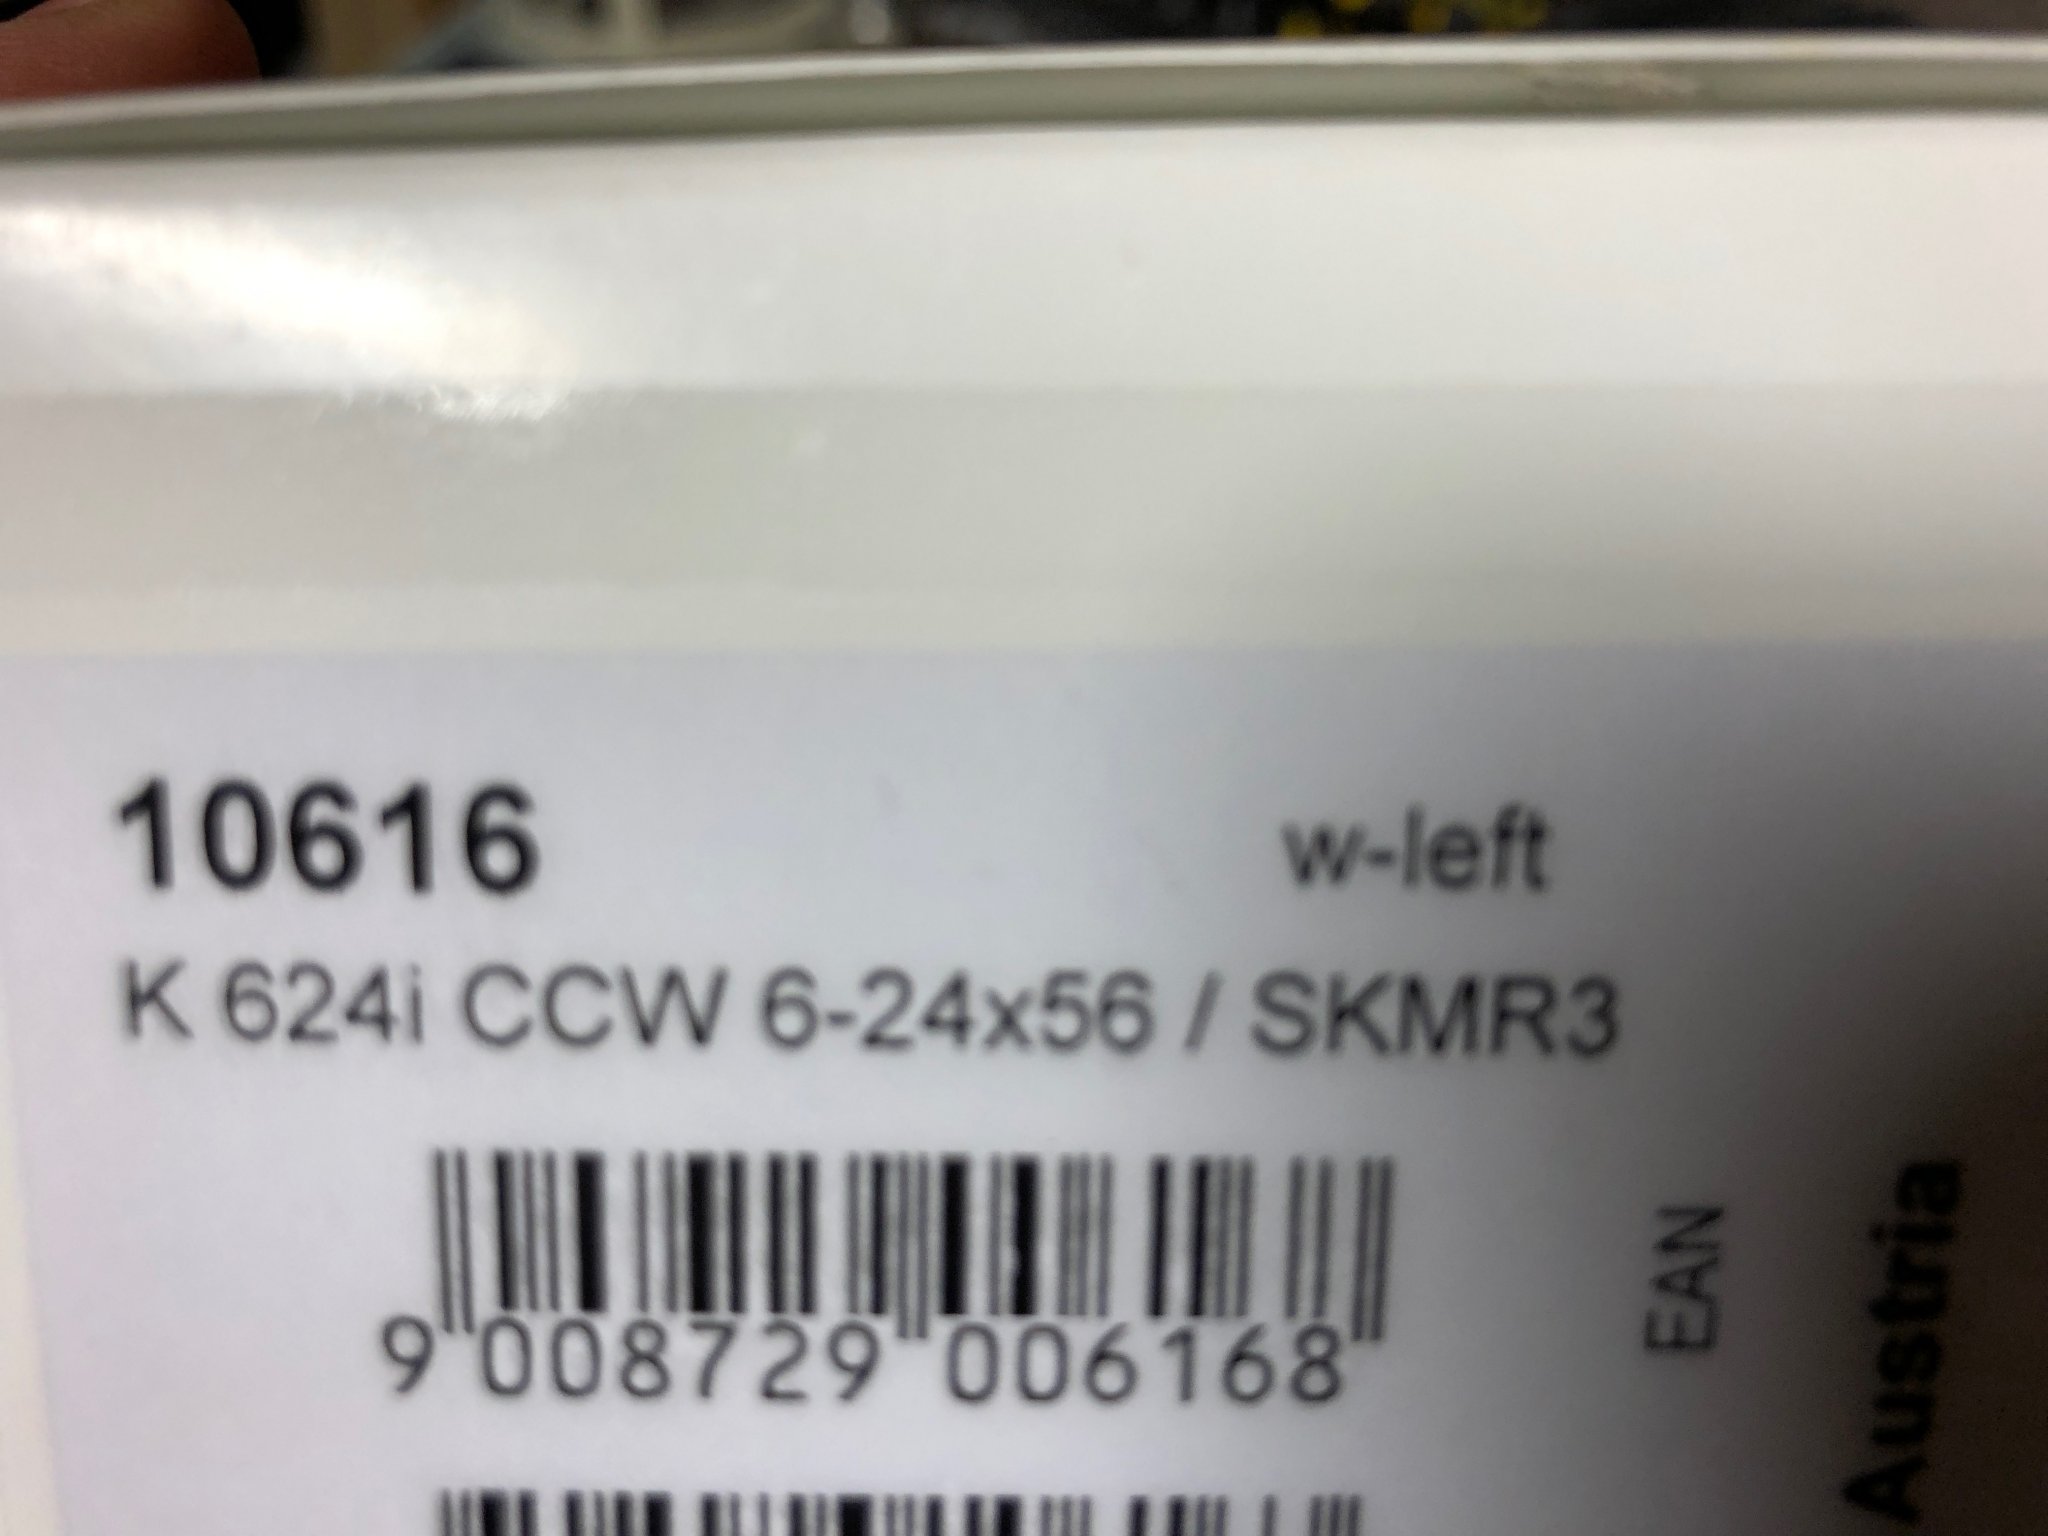 10616 w-left
K 624i CCW 6-24x56 / SKMR3
9 008729 006168
EAN
Austria